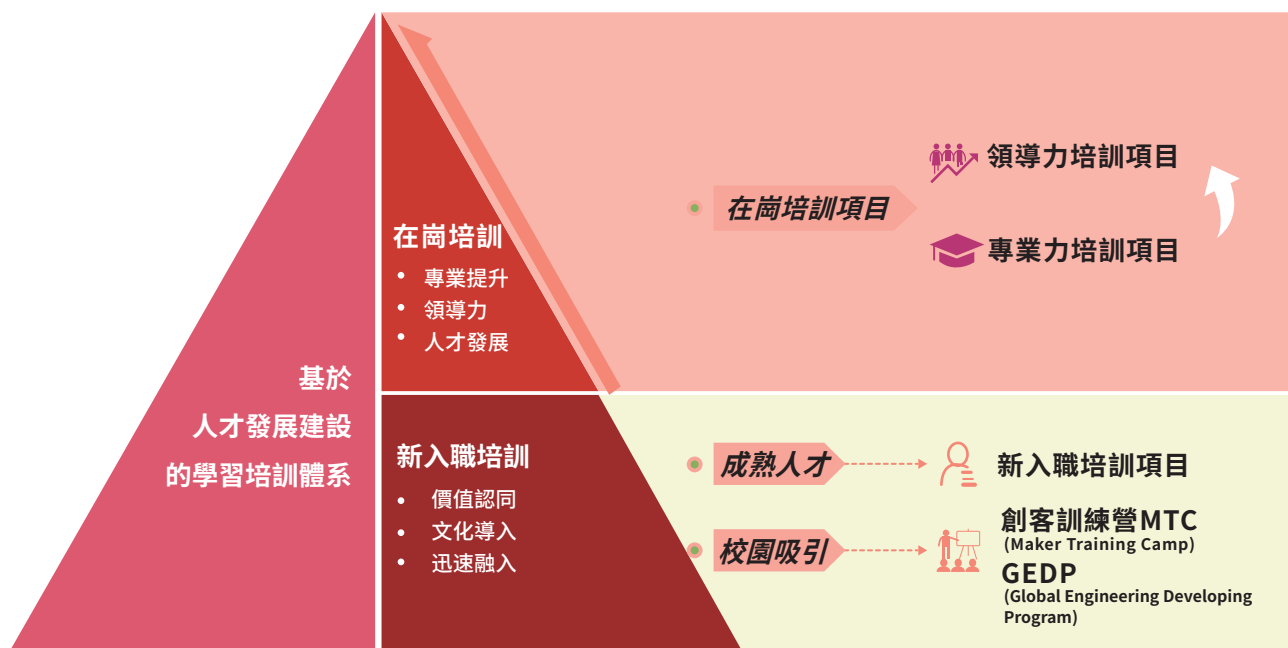 基於
人才發展建設
的學習培訓體系
在崗培訓
• 專業提升
• 領導力
• 人才發展
在崗培訓項目
領導力培訓項目
專業力培訓項目
新入職培訓
• 價值認同
• 文化導入
• 迅速融入
成熟人才
新入職培訓項目
校園吸引
創客訓練營MTC
(Maker Training Camp)
GEDP
(Global Engineering Developing
Program)